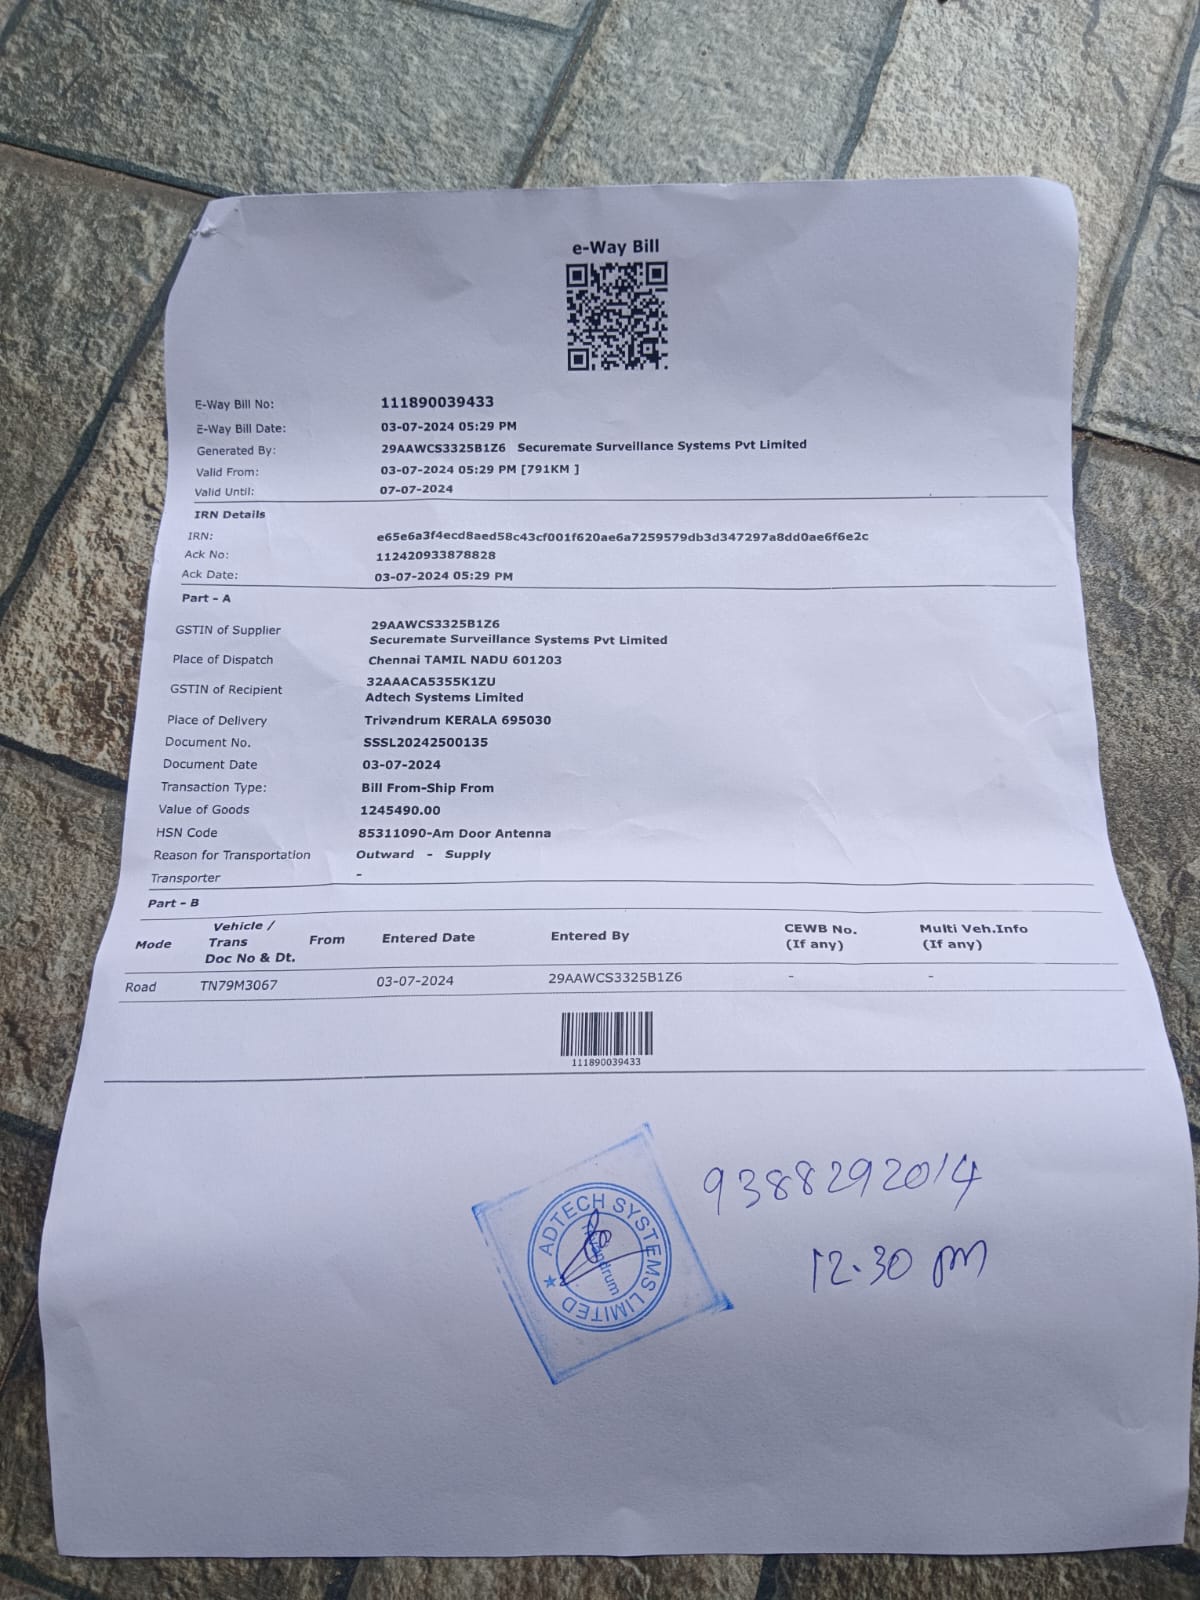 e-Way Bill
E-Way Bill No: 111890039433
E-Way Bill Date: 03-07-2024 05:29 PM
Generated By: 29AAWCS3325B1Z6 Securemate Surveillance Systems Pvt Limited
Valid From: 03-07-2024 05:29 PM [791KM ]
Valid Until: 07-07-2024
IRN Details
IRN: e65e6a3f4ecd8aed58c43cf001f620ae6a7259579db3d347297a8dd0ae6f6e2c
Ack No: 112420933878828
Ack Date: 03-07-2024 05:29 PM
Part - A
GSTIN of Supplier 29AAWCS3325B1Z6
Securemate Surveillance Systems Pvt Limited
Place of Dispatch Chennai TAMIL NADU 601203
GSTIN of Recipient 32AAACA5355K1ZU
Adtech Systems Limited
Place of Delivery Trivandrum KERALA 695030
Document No. SSSL20242500135
Document Date 03-07-2024
Transaction Type: Bill From-Ship From
Value of Goods 1245490.00
HSN Code 85311090-Am Door Antenna
Reason for Transportation Outward - Supply
Transporter -
Part - B
Mode Vehicle / Trans Doc No & Dt. From Entered Date Entered By CEWB No. (If any) Multi Veh.Info (If any)
Road TN79M3067 03-07-2024 29AAWCS3325B1Z6 - -
111890039433
ADTECH SYSTEMS LIMITED ★
Trivandrum
9388292014
12.30 pm